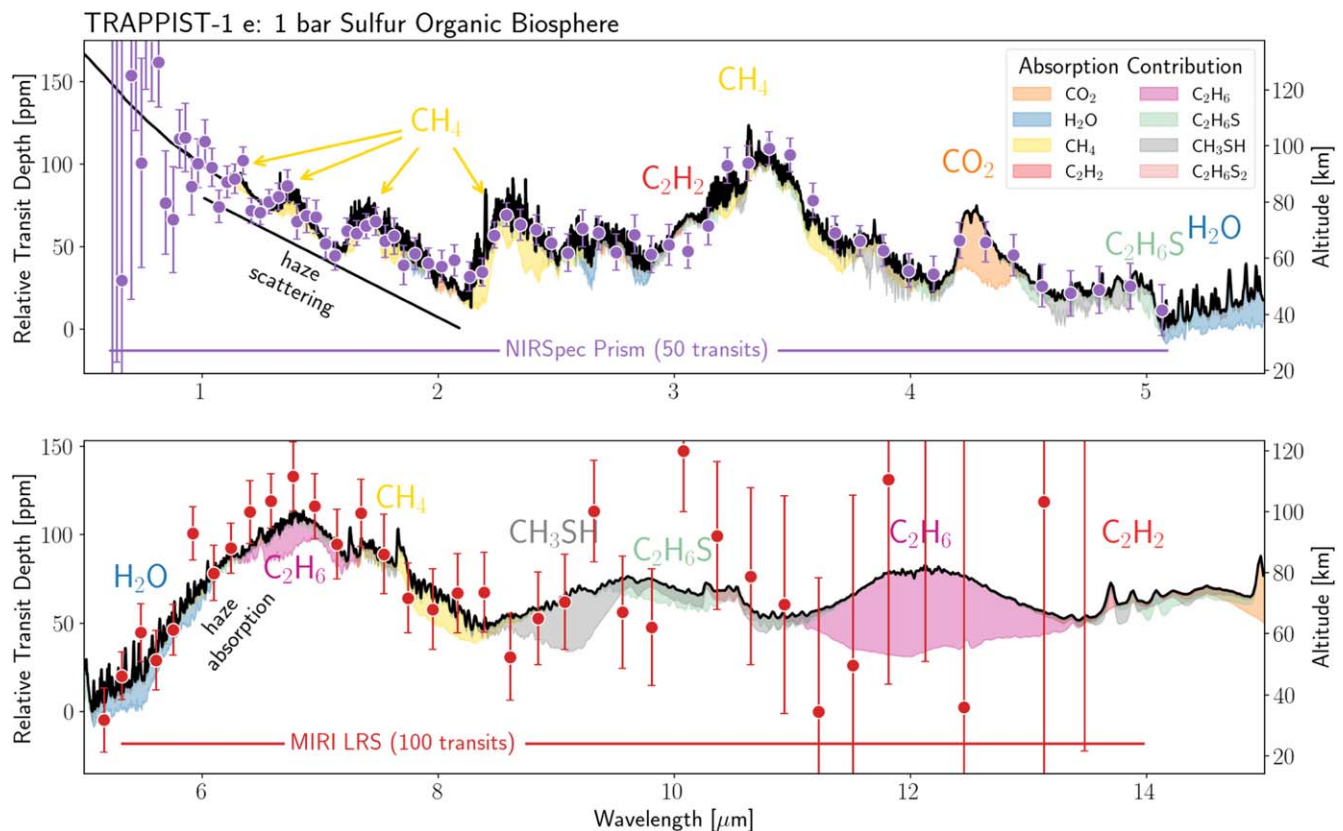 TRAPPIST-1 e: 1 bar Sulfur Organic Biosphere
Relative Transit Depth [ppm]
150
100
50
0
CH₄
CH₄
C₂H₂
CO₂
C₂H₆S
H₂O
haze
scattering
NIRSpec Prism (50 transits)
Absorption Contribution
CO₂ C₂H₆
H₂O C₂H₆S
CH₄ CH₃SH
C₂H₂ C₂H₆S₂
120
100
80
60
40
20
Altitude [km]
1 2 3 4 5
Relative Transit Depth [ppm]
150
100
50
0
H₂O
haze
absorption
C₂H₆
CH₄
CH₃SH
C₂H₆S
C₂H₆
C₂H₂
MIRI LRS (100 transits)
120
100
80
60
40
20
Altitude [km]
6 8 10 12 14
Wavelength [μm]